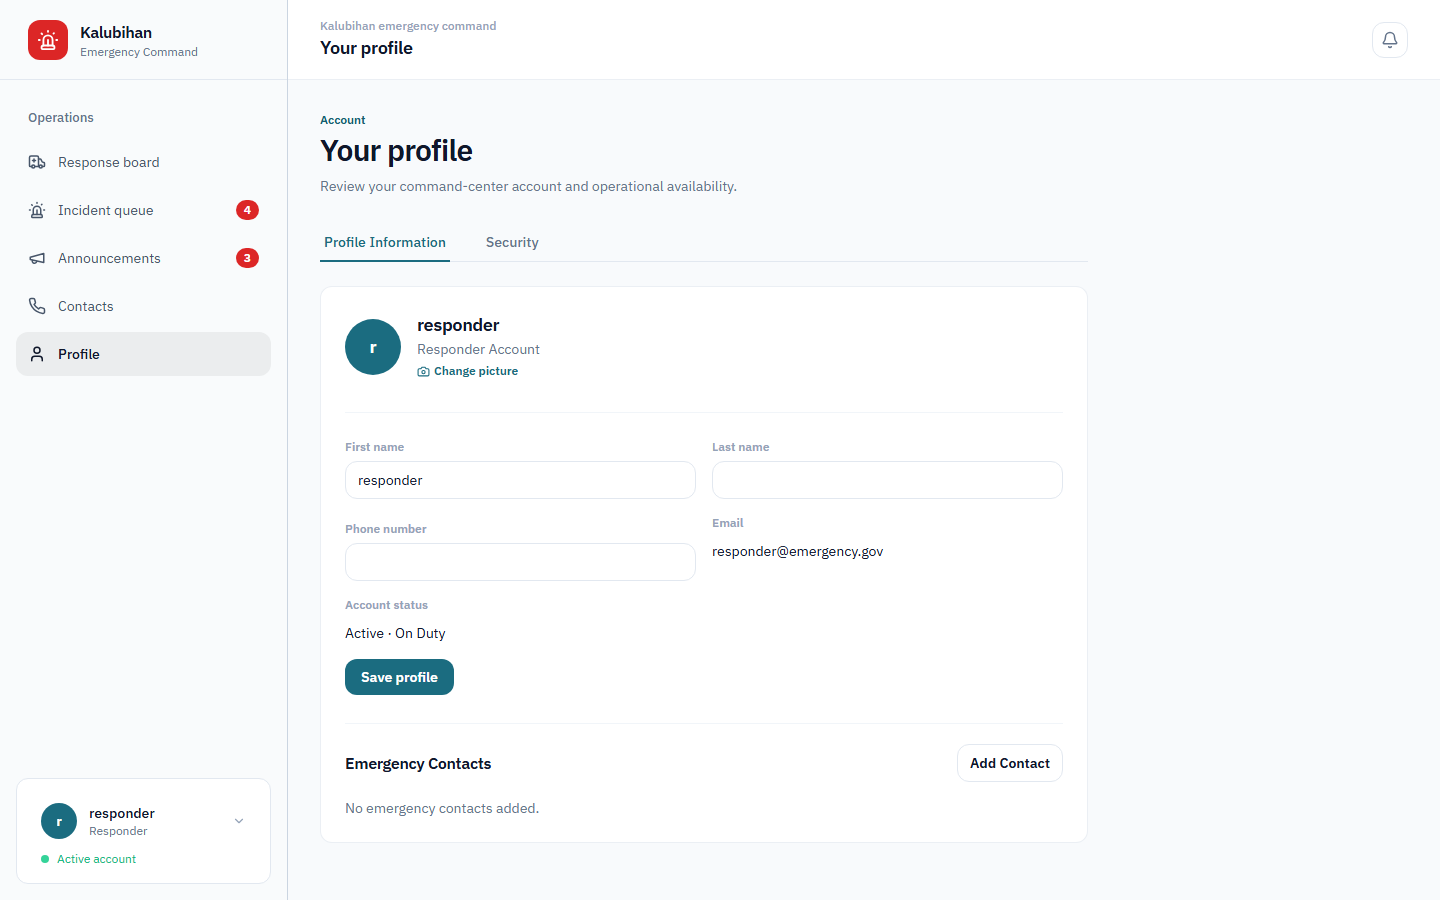 Kalubihan
Emergency Command
Operations
Response board
Incident queue 4
Announcements 3
Contacts
Profile
r
responder
Responder
Active account
Kalubihan emergency command
Your profile
Account
Your profile
Review your command-center account and operational availability.
Profile Information Security
r
responder
Responder Account
Change picture
First name Last name
responder
Phone number Email
responder@emergency.gov
Account status
Active · On Duty
Save profile
Emergency Contacts Add Contact
No emergency contacts added.